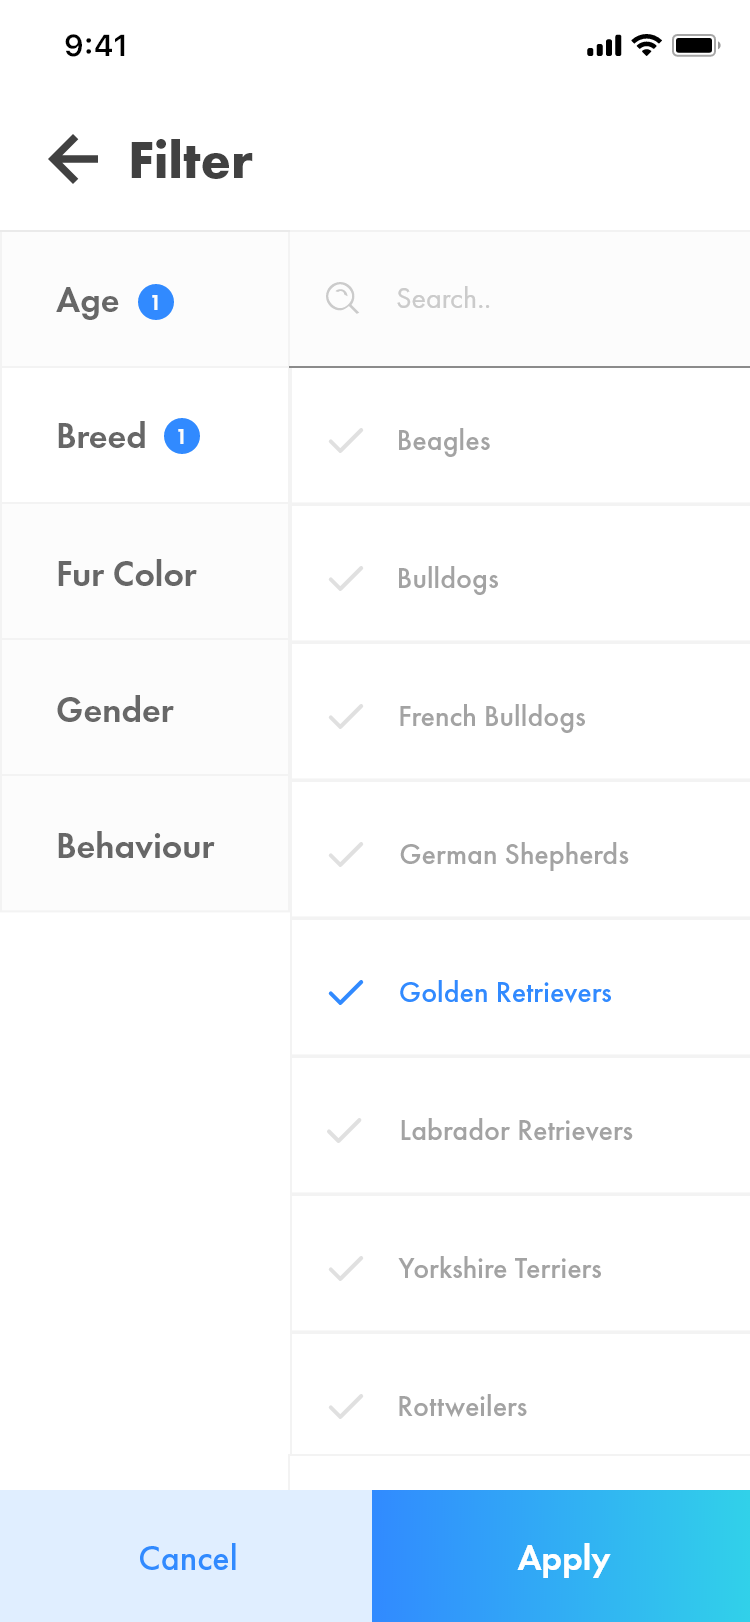 9:41
Filter
Age 1
Search..
Breed 1
Beagles
Fur Color
Bulldogs
Gender
French Bulldogs
Behaviour
German Shepherds
Golden Retrievers
Labrador Retrievers
Yorkshire Terriers
Rottweilers
Cancel
Apply